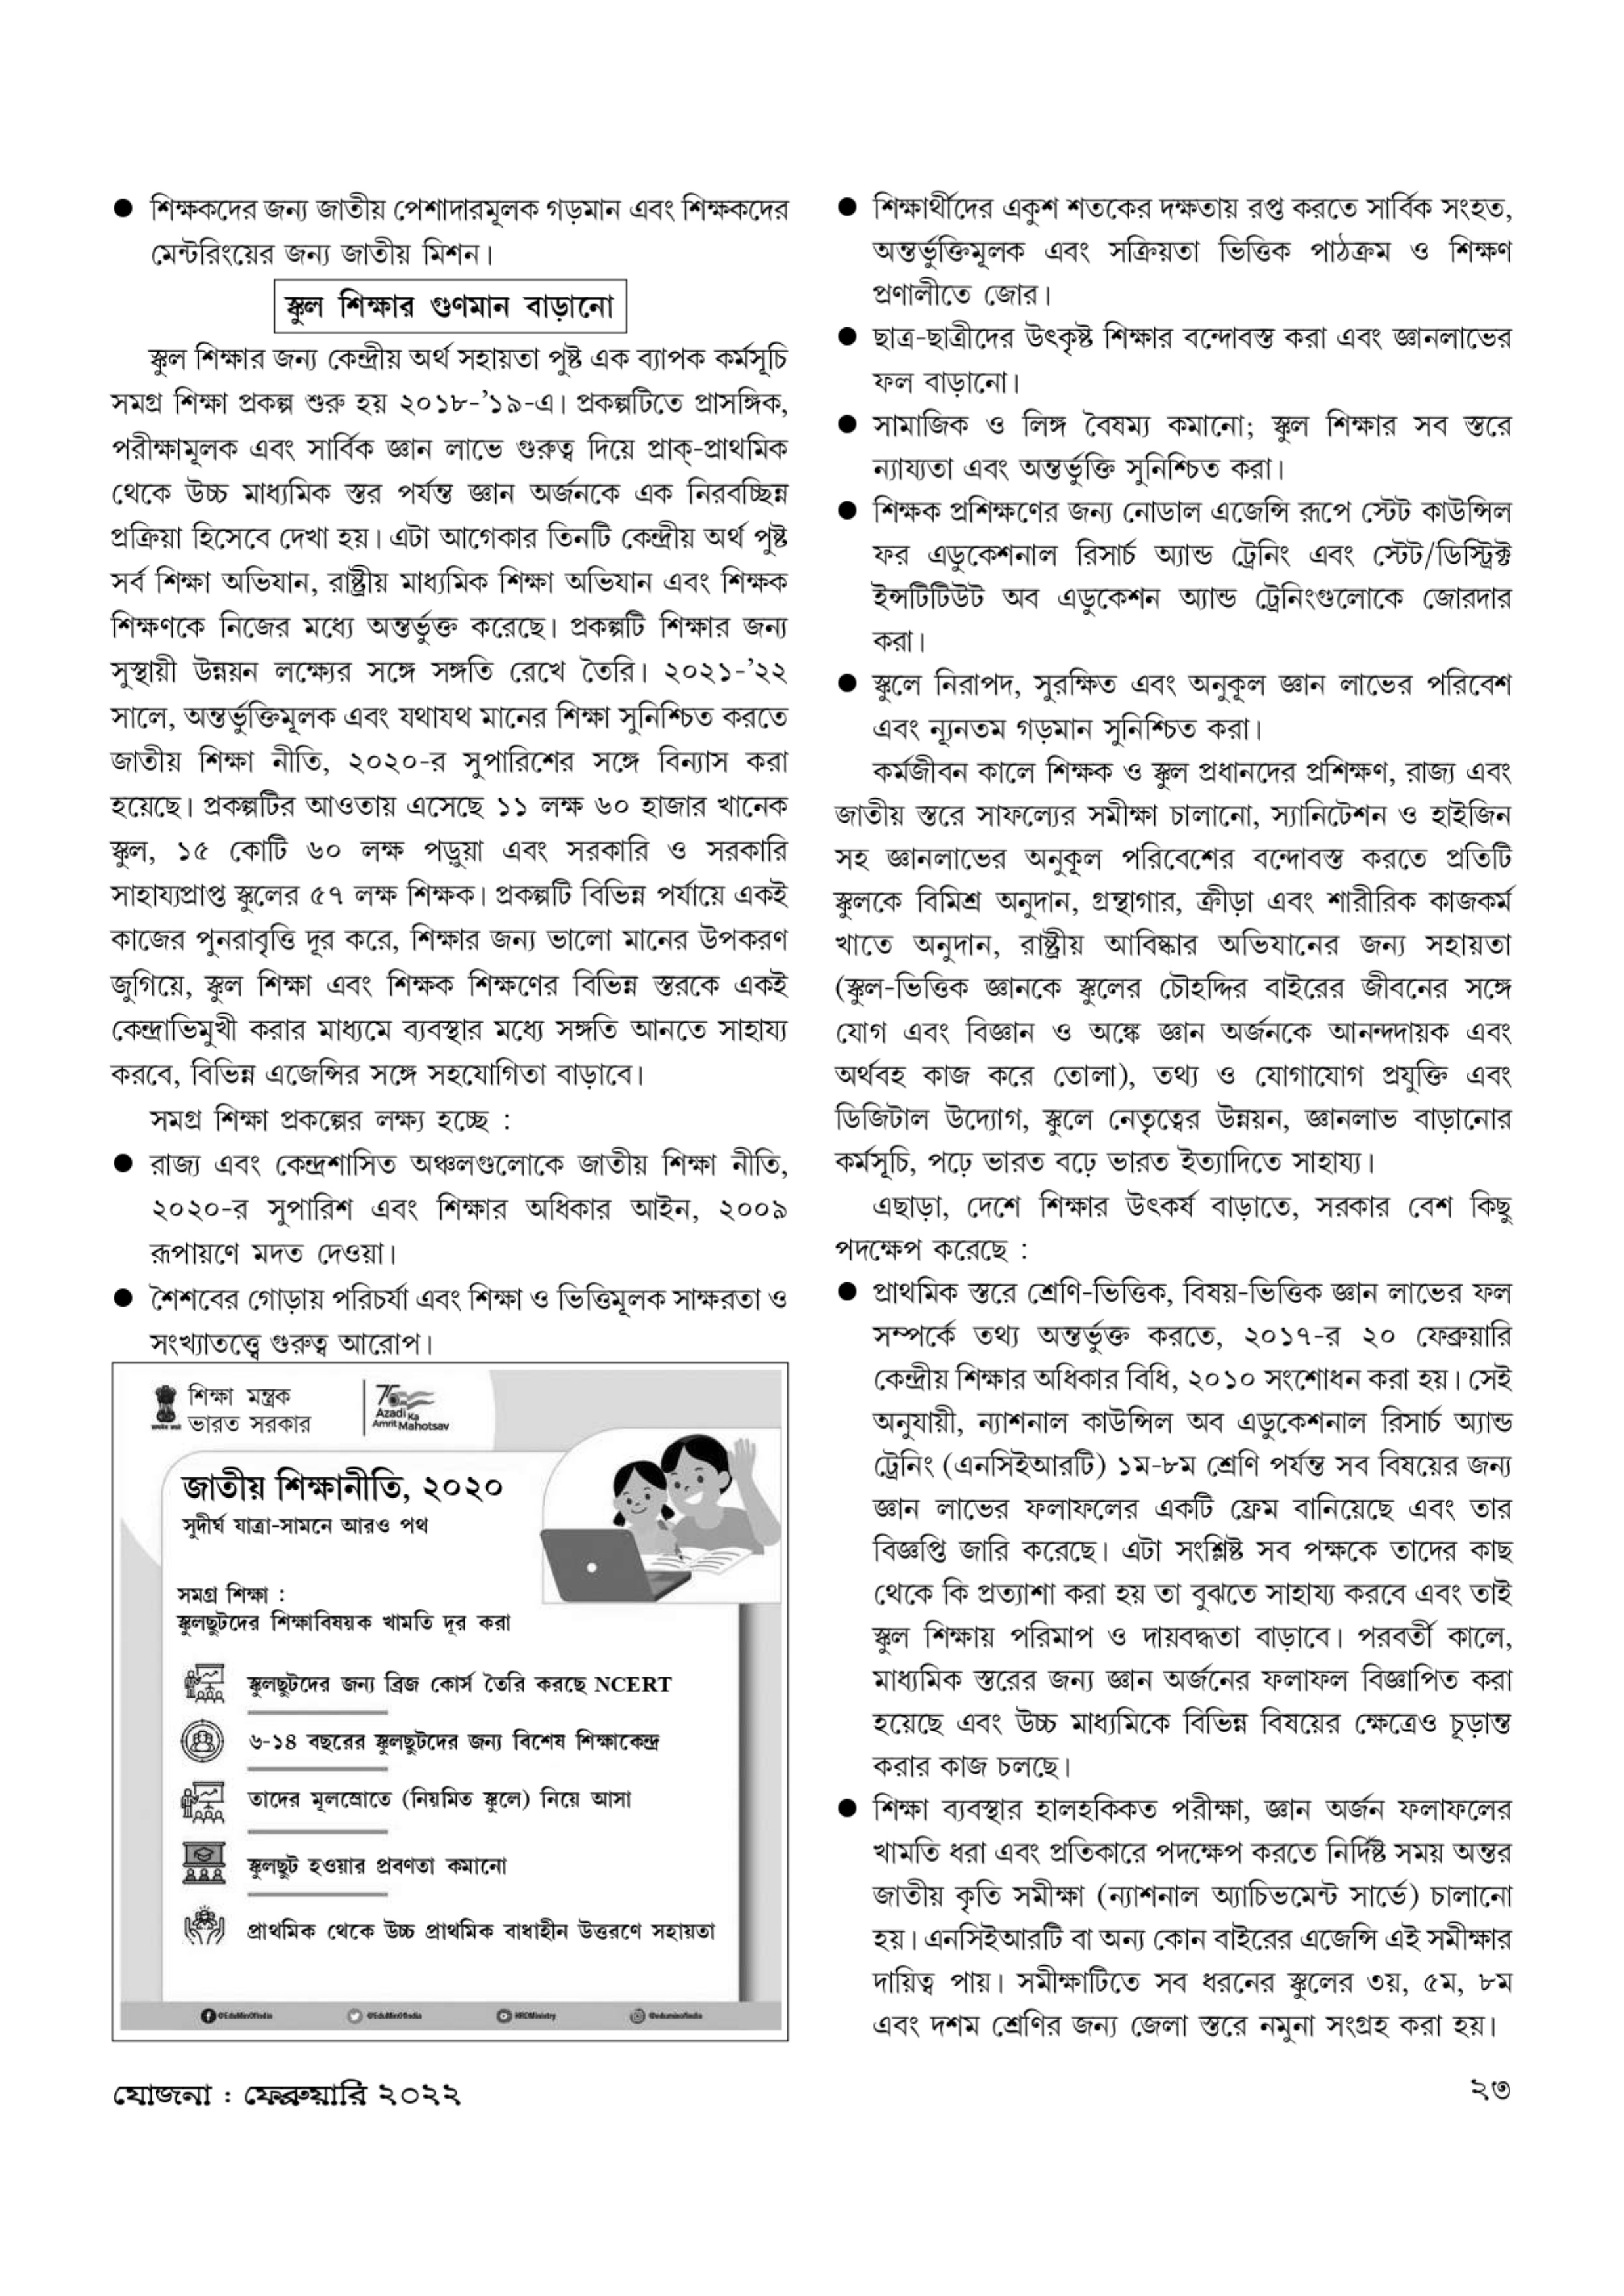 ● শিক্ষকদের জন্য জাতীয় পেশাদারমূলক গড়মান এবং শিক্ষকদের
মেন্টরিংয়ের জন্য জাতীয় মিশন।
স্কুল শিক্ষার গুণমান বাড়ানো
স্কুল শিক্ষার জন্য কেন্দ্রীয় অর্থ সহায়তা পুষ্ট এক ব্যাপক কর্মসূচি
সমগ্র শিক্ষা প্রকল্প শুরু হয় ২০১৮-’১৯-এ। প্রকল্পটিতে প্রাসঙ্গিক,
পরীক্ষামূলক এবং সার্বিক জ্ঞান লাভে গুরুত্ব দিয়ে প্রাক্-প্রাথমিক
থেকে উচ্চ মাধ্যমিক স্তর পর্যন্ত জ্ঞান অর্জনকে এক নিরবচ্ছিন্ন
প্রক্রিয়া হিসেবে দেখা হয়। এটা আগেকার তিনটি কেন্দ্রীয় অর্থ পুষ্ট
সর্ব শিক্ষা অভিযান, রাষ্ট্রীয় মাধ্যমিক শিক্ষা অভিযান এবং শিক্ষক
শিক্ষণকে নিজের মধ্যে অন্তর্ভুক্ত করেছে। প্রকল্পটি শিক্ষার জন্য
সুস্থায়ী উন্নয়ন লক্ষ্যের সঙ্গে সঙ্গতি রেখে তৈরি। ২০২১-’২২
সালে, অন্তর্ভুক্তিমূলক এবং যথাযথ মানের শিক্ষা সুনিশ্চিত করতে
জাতীয় শিক্ষা নীতি, ২০২০-র সুপারিশের সঙ্গে বিন্যাস করা
হয়েছে। প্রকল্পটির আওতায় এসেছে ১১ লক্ষ ৬০ হাজার খানেক
স্কুল, ১৫ কোটি ৬০ লক্ষ পড়ুয়া এবং সরকারি ও সরকারি
সাহায্যপ্রাপ্ত স্কুলের ৫৭ লক্ষ শিক্ষক। প্রকল্পটি বিভিন্ন পর্যায়ে একই
কাজের পুনরাবৃত্তি দূর করে, শিক্ষার জন্য ভালো মানের উপকরণ
জুগিয়ে, স্কুল শিক্ষা এবং শিক্ষক শিক্ষণের বিভিন্ন স্তরকে একই
কেন্দ্রাভিমুখী করার মাধ্যমে ব্যবস্থার মধ্যে সঙ্গতি আনতে সাহায্য
করবে, বিভিন্ন এজেন্সির সঙ্গে সহযোগিতা বাড়াবে।
সমগ্র শিক্ষা প্রকল্পের লক্ষ্য হচ্ছে :
● রাজ্য এবং কেন্দ্রশাসিত অঞ্চলগুলোকে জাতীয় শিক্ষা নীতি,
২০২০-র সুপারিশ এবং শিক্ষার অধিকার আইন, ২০০৯
রূপায়ণে মদত দেওয়া।
● শৈশবের গোড়ায় পরিচর্যা এবং শিক্ষা ও ভিত্তিমূলক সাক্ষরতা ও
সংখ্যাতত্ত্বে গুরুত্ব আরোপ।
শিক্ষা মন্ত্রক
ভারত সরকার
75
Azadi Ka
Amrit Mahotsav
জাতীয় শিক্ষানীতি, ২০২০
সুদীর্ঘ যাত্রা-সামনে আরও পথ
সমগ্র শিক্ষা :
স্কুলছুটদের শিক্ষাবিষয়ক খামতি দূর করা
স্কুলছুটদের জন্য ব্রিজ কোর্স তৈরি করছে NCERT
৬-১৪ বছরের স্কুলছুটদের জন্য বিশেষ শিক্ষাকেন্দ্র
তাদের মূলস্রোতে (নিয়মিত স্কুলে) নিয়ে আসা
স্কুলছুট হওয়ার প্রবণতা কমানো
প্রাথমিক থেকে উচ্চ প্রাথমিক বাধাহীন উত্তরণে সহায়তা
@EduMinOfIndia @EduMinOfIndia HRDMinistry @eduminofindia
● শিক্ষার্থীদের একুশ শতকের দক্ষতায় রপ্ত করতে সার্বিক সংহত,
অন্তর্ভুক্তিমূলক এবং সক্রিয়তা ভিত্তিক পাঠক্রম ও শিক্ষণ
প্রণালীতে জোর।
● ছাত্র-ছাত্রীদের উৎকৃষ্ট শিক্ষার বন্দোবস্ত করা এবং জ্ঞানলাভের
ফল বাড়ানো।
● সামাজিক ও লিঙ্গ বৈষম্য কমানো; স্কুল শিক্ষার সব স্তরে
ন্যায্যতা এবং অন্তর্ভুক্তি সুনিশ্চিত করা।
● শিক্ষক প্রশিক্ষণের জন্য নোডাল এজেন্সি রূপে স্টেট কাউন্সিল
ফর এডুকেশনাল রিসার্চ অ্যান্ড ট্রেনিং এবং স্টেট/ডিস্ট্রিক্ট
ইন্সটিটিউট অব এডুকেশন অ্যান্ড ট্রেনিংগুলোকে জোরদার
করা।
● স্কুলে নিরাপদ, সুরক্ষিত এবং অনুকূল জ্ঞান লাভের পরিবেশ
এবং ন্যূনতম গড়মান সুনিশ্চিত করা।
কর্মজীবন কালে শিক্ষক ও স্কুল প্রধানদের প্রশিক্ষণ, রাজ্য এবং
জাতীয় স্তরে সাফল্যের সমীক্ষা চালানো, স্যানিটেশন ও হাইজিন
সহ জ্ঞানলাভের অনুকূল পরিবেশের বন্দোবস্ত করতে প্রতিটি
স্কুলকে বিমিশ্র অনুদান, গ্রন্থাগার, ক্রীড়া এবং শারীরিক কাজকর্ম
খাতে অনুদান, রাষ্ট্রীয় আবিষ্কার অভিযানের জন্য সহায়তা
(স্কুল-ভিত্তিক জ্ঞানকে স্কুলের চৌহদ্দির বাইরের জীবনের সঙ্গে
যোগ এবং বিজ্ঞান ও অঙ্কে জ্ঞান অর্জনকে আনন্দদায়ক এবং
অর্থবহ কাজ করে তোলা), তথ্য ও যোগাযোগ প্রযুক্তি এবং
ডিজিটাল উদ্যোগ, স্কুলে নেতৃত্বের উন্নয়ন, জ্ঞানলাভ বাড়ানোর
কর্মসূচি, পঢ়ে ভারত বঢ়ে ভারত ইত্যাদিতে সাহায্য।
এছাড়া, দেশে শিক্ষার উৎকর্ষ বাড়াতে, সরকার বেশ কিছু
পদক্ষেপ করেছে :
● প্রাথমিক স্তরে শ্রেণি-ভিত্তিক, বিষয়-ভিত্তিক জ্ঞান লাভের ফল
সম্পর্কে তথ্য অন্তর্ভুক্ত করতে, ২০১৭-র ২০ ফেব্রুয়ারি
কেন্দ্রীয় শিক্ষার অধিকার বিধি, ২০১০ সংশোধন করা হয়। সেই
অনুযায়ী, ন্যাশনাল কাউন্সিল অব এডুকেশনাল রিসার্চ অ্যান্ড
ট্রেনিং (এনসিইআরটি) ১ম-৮ম শ্রেণি পর্যন্ত সব বিষয়ের জন্য
জ্ঞান লাভের ফলাফলের একটি ফ্রেম বানিয়েছে এবং তার
বিজ্ঞপ্তি জারি করেছে। এটা সংশ্লিষ্ট সব পক্ষকে তাদের কাছ
থেকে কি প্রত্যাশা করা হয় তা বুঝতে সাহায্য করবে এবং তাই
স্কুল শিক্ষায় পরিমাপ ও দায়বদ্ধতা বাড়াবে। পরবর্তী কালে,
মাধ্যমিক স্তরের জন্য জ্ঞান অর্জনের ফলাফল বিজ্ঞাপিত করা
হয়েছে এবং উচ্চ মাধ্যমিকে বিভিন্ন বিষয়ের ক্ষেত্রেও চূড়ান্ত
করার কাজ চলছে।
● শিক্ষা ব্যবস্থার হালহকিকত পরীক্ষা, জ্ঞান অর্জন ফলাফলের
খামতি ধরা এবং প্রতিকারে পদক্ষেপ করতে নির্দিষ্ট সময় অন্তর
জাতীয় কৃতি সমীক্ষা (ন্যাশনাল অ্যাচিভমেন্ট সার্ভে) চালানো
হয়। এনসিইআরটি বা অন্য কোন বাইরের এজেন্সি এই সমীক্ষার
দায়িত্ব পায়। সমীক্ষাটিতে সব ধরনের স্কুলের ৩য়, ৫ম, ৮ম
এবং দশম শ্রেণির জন্য জেলা স্তরে নমুনা সংগ্রহ করা হয়।
যোজনা : ফেব্রুয়ারি ২০২২
২৩